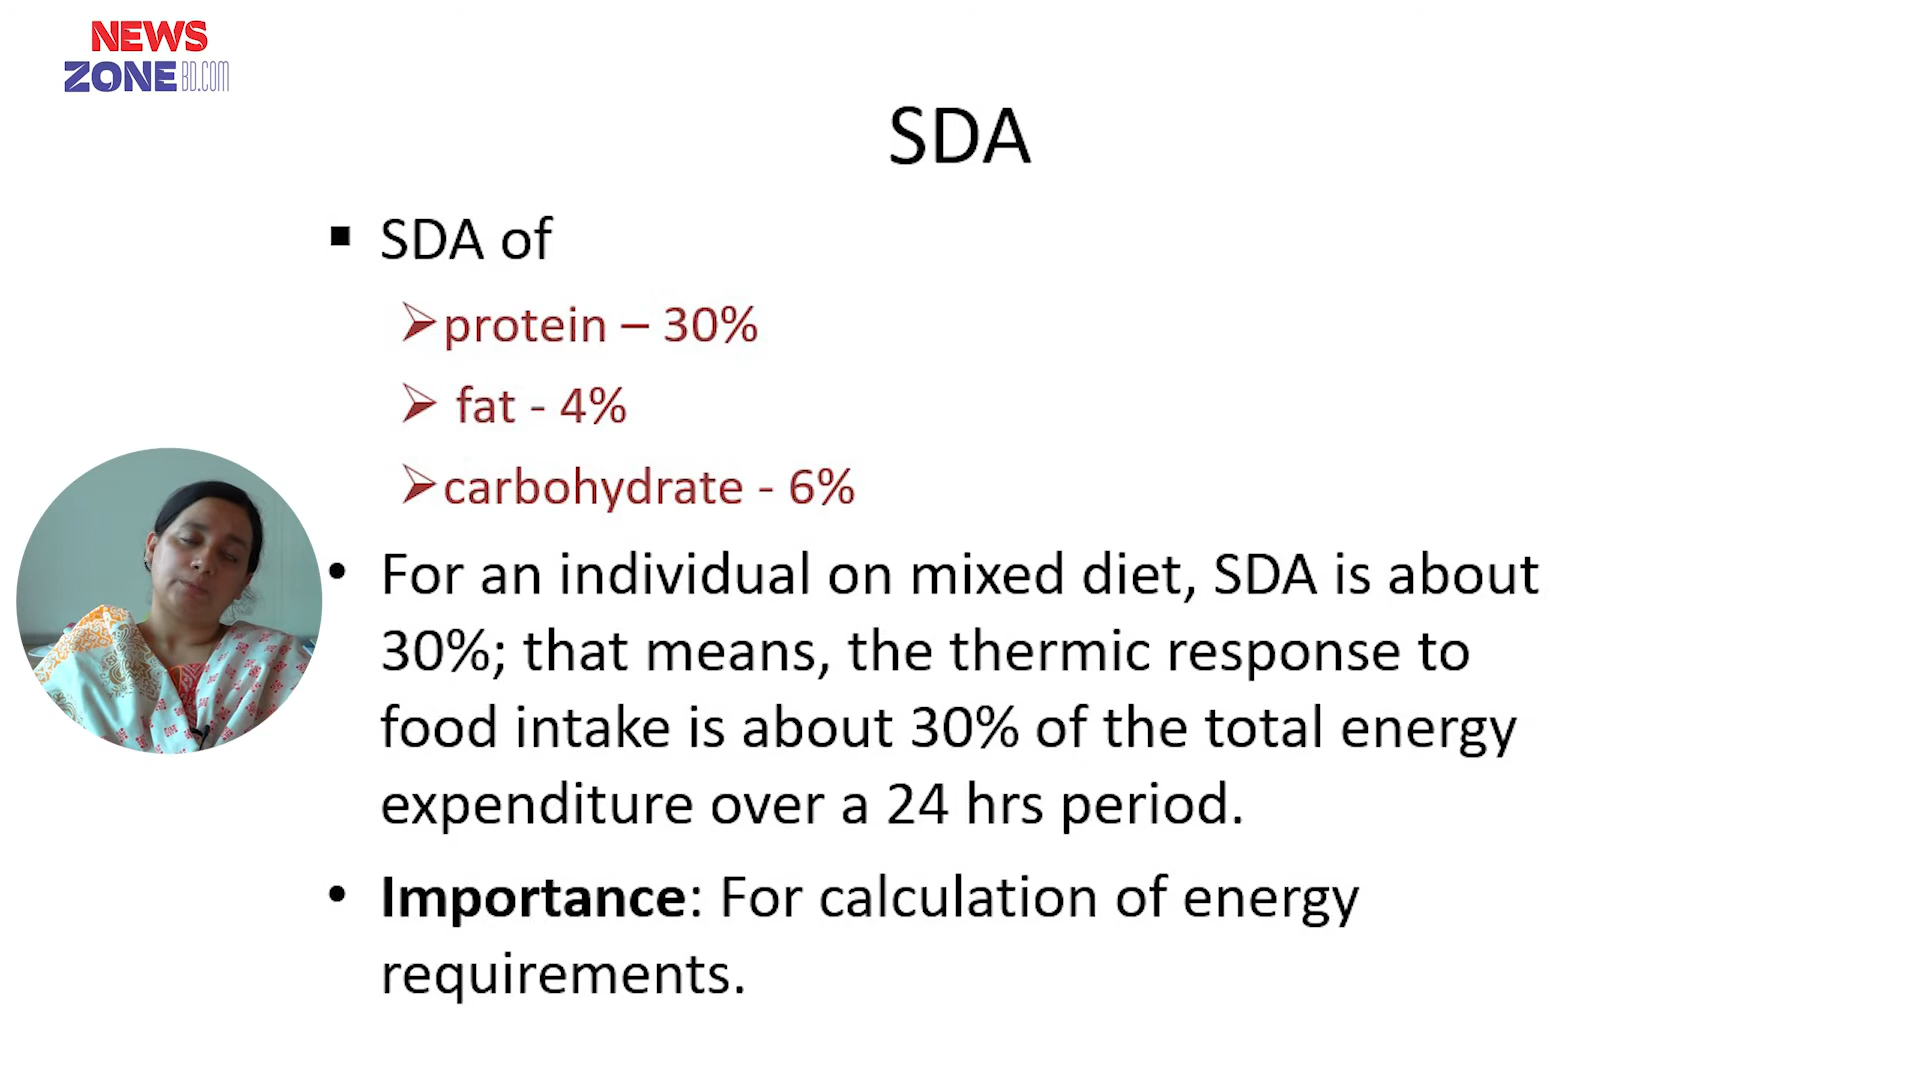 NEWS
ZONE BD.COM
SDA
▪ SDA of
➢protein – 30%
➢ fat - 4%
➢carbohydrate - 6%
• For an individual on mixed diet, SDA is about
30%; that means, the thermic response to
food intake is about 30% of the total energy
expenditure over a 24 hrs period.
• Importance: For calculation of energy
requirements.